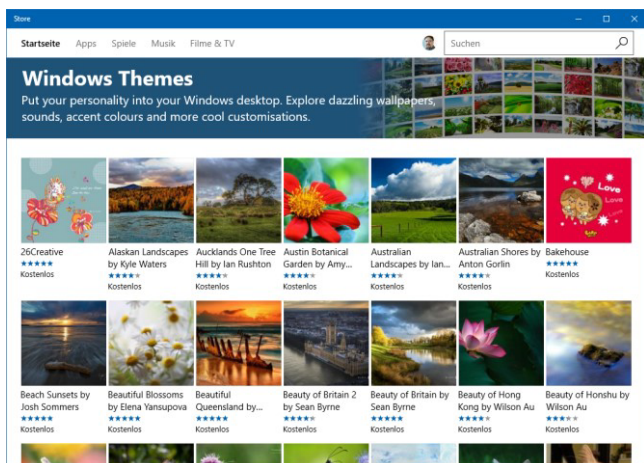 Store
Startseite Apps Spiele Musik Filme & TV Suchen
Windows Themes
Put your personality into your Windows desktop. Explore dazzling wallpapers,
sounds, accent colours and more cool customisations.
26Creative
Kostenlos
Alaskan Landscapes
by Kyle Waters
Kostenlos
Aucklands One Tree
Hill by Ian Rushton
Kostenlos
Austin Botanical
Garden by Amy...
Kostenlos
Australian
Landscapes by Ian...
Kostenlos
Australian Shores by
Anton Gorlin
Kostenlos
Love
Love
Bakehouse
Kostenlos
Beach Sunsets by
Josh Sommers
Kostenlos
Beautiful Blossoms
by Elena Yansupova
Kostenlos
Beautiful
Queensland by...
Kostenlos
Beauty of Britain 2
by Sean Byrne
Kostenlos
Beauty of Britain by
Sean Byrne
Kostenlos
Beauty of Hong
Kong by Wilson Au
Kostenlos
Beauty of Honshu by
Wilson Au
Kostenlos